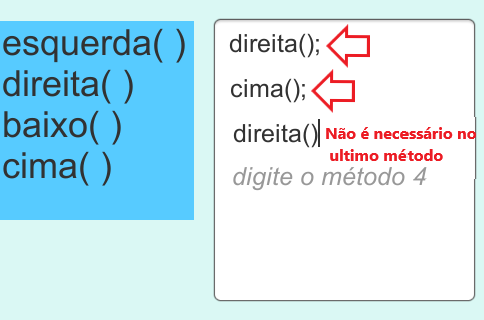 esquerda( )
direita( )
baixo( )
cima( )
direita();
cima();
direita() Não é necessário no
ultimo método
digite o método 4